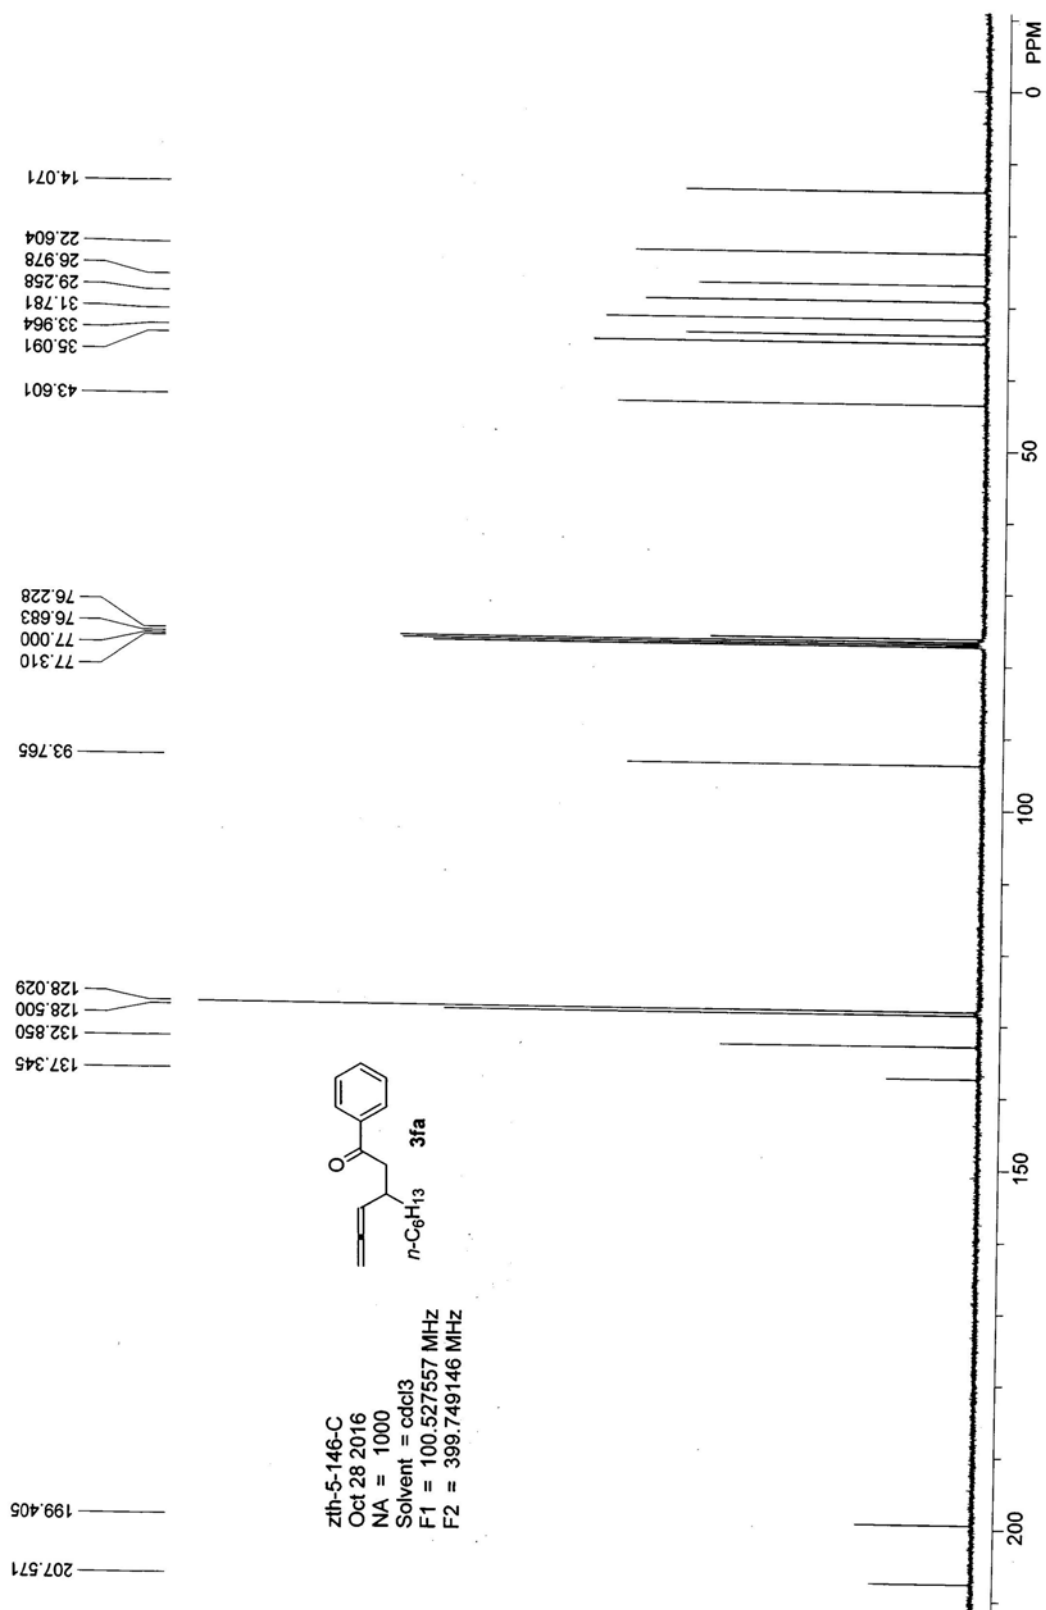 207.571
199.405
137.345
132.850
128.500
128.029
93.765
77.310
77.000
76.683
76.228
43.601
35.091
33.964
31.781
29.258
26.978
22.604
14.071
zth-5-146-C
Oct 28 2016
NA = 1000
Solvent = cdcl3
F1 = 100.527557 MHz
F2 = 399.749146 MHz
O
n-C6H13
3fa
200
150
100
50
0
PPM